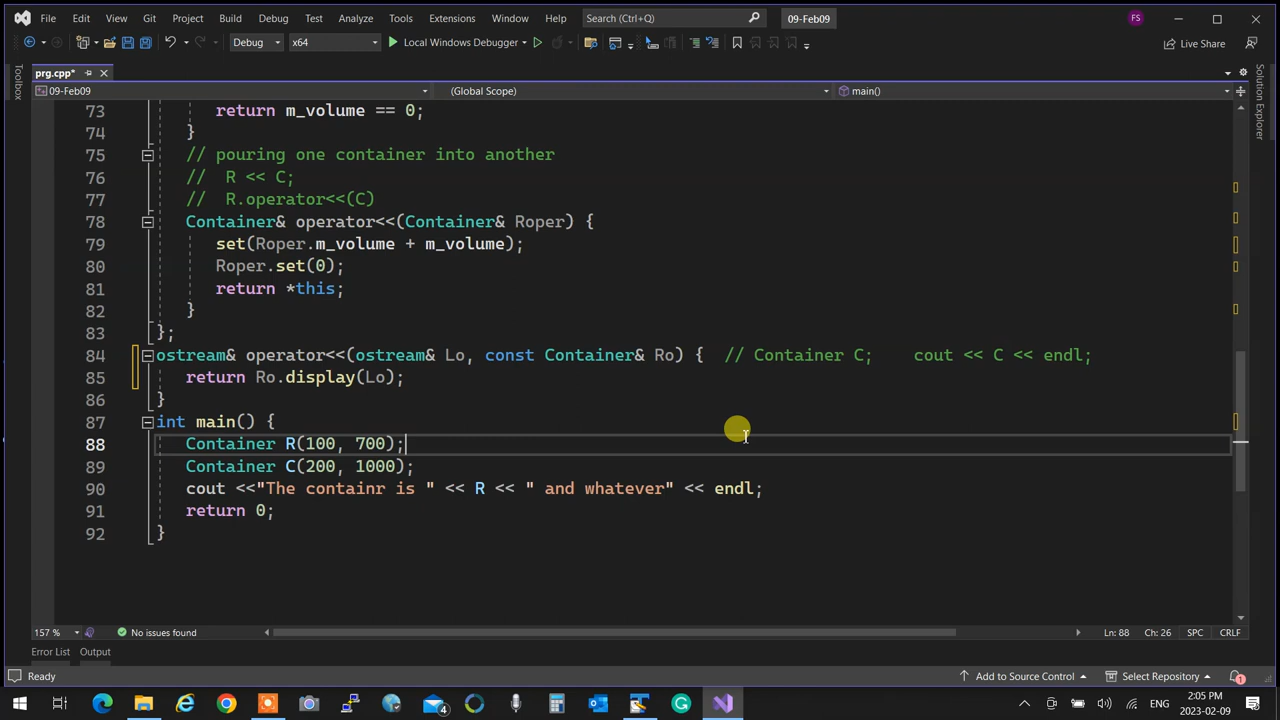 File Edit View Git Project Build Debug Test Analyze Tools Extensions Window Help Search (Ctrl+Q) 09-Feb09 FS
Debug x64 Local Windows Debugger Live Share
prg.cpp*
09-Feb09 (Global Scope) main()
Toolbox
Solution Explorer
73 return m_volume == 0;
74 }
75 // pouring one container into another
76 // R << C;
77 // R.operator<<(C)
78 Container& operator<<(Container& Roper) {
79 set(Roper.m_volume + m_volume);
80 Roper.set(0);
81 return *this;
82 }
83 };
84 ostream& operator<<(ostream& Lo, const Container& Ro) { // Container C; cout << C << endl;
85 return Ro.display(Lo);
86 }
87 int main() {
88 Container R(100, 700);
89 Container C(200, 1000);
90 cout <<"The containr is " << R << " and whatever" << endl;
91 return 0;
92 }
157 % No issues found Ln: 88 Ch: 26 SPC CRLF
Error List Output
Ready Add to Source Control Select Repository 1
4 ENG 2:05 PM
2023-02-09